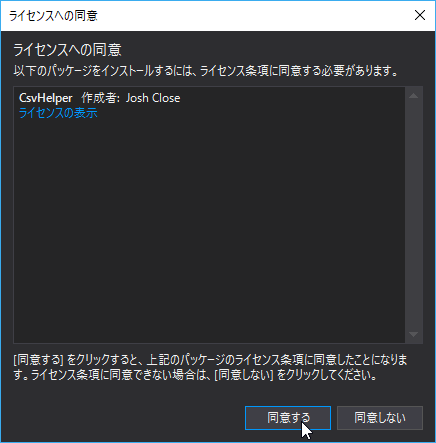 ライセンスへの同意
ライセンスへの同意
以下のパッケージをインストールするには、ライセンス条項に同意する必要があります。
CsvHelper 作成者: Josh Close
ライセンスの表示
[同意する] をクリックすると、上記のパッケージのライセンス条項に同意したことになりま
す。ライセンス条項に同意できない場合は、[同意しない] をクリックしてください。
同意する 同意しない